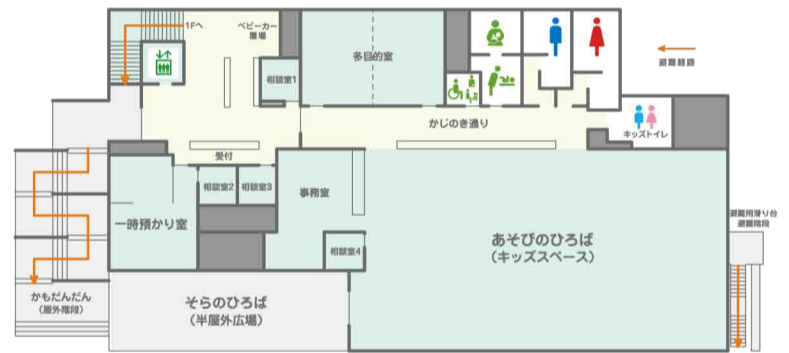 1Fへ
ベビーカー
置場
多目的室
相談室1
避難経路
かじのき通り
キッズトイレ
受付
相談室2
相談室3
事務室
一時預かり室
相談室4
あそびのひろば
(キッズスペース)
避難用滑り台
避難階段
かもだんだん
(屋外階段)
そらのひろば
(半屋外広場)